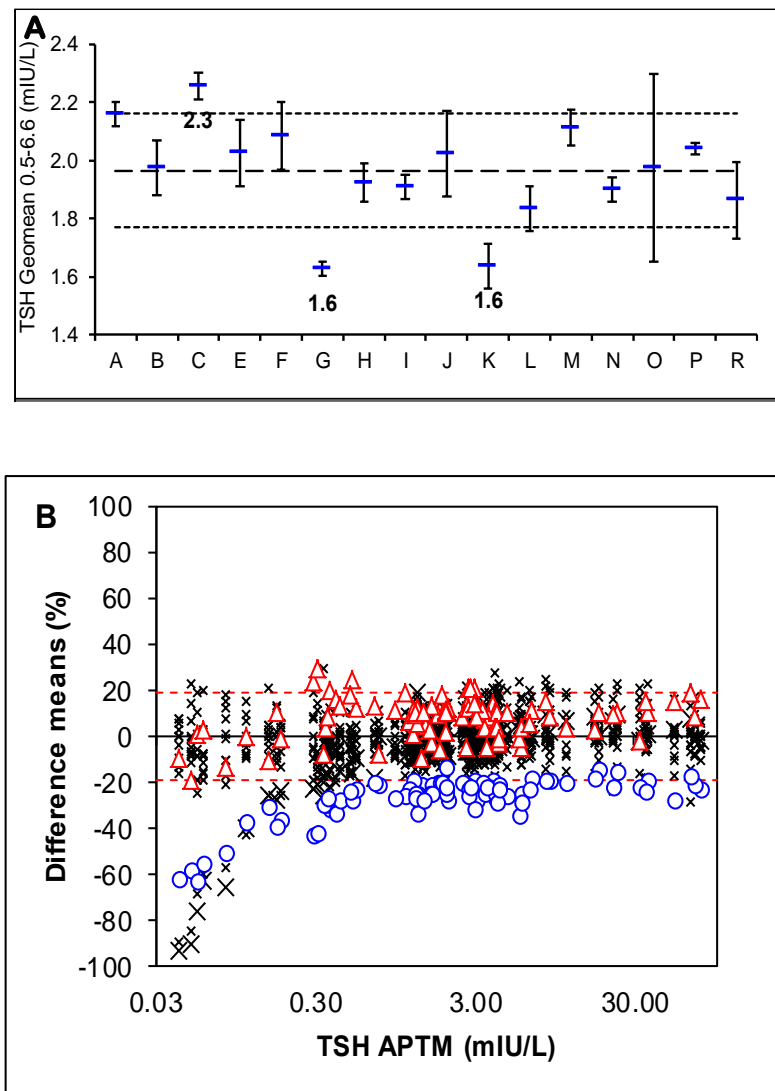 A
TSH Geomean 0.5-6.6 (mIU/L)
2.4
2.2
2.0
1.8
1.6
1.4
2.3
1.6
1.6
A B C E F G H I J K L M N O P R
B
Difference means (%)
100
80
60
40
20
0
-20
-40
-60
-80
-100
0.03 0.30 3.00 30.00
TSH APTM (mIU/L)